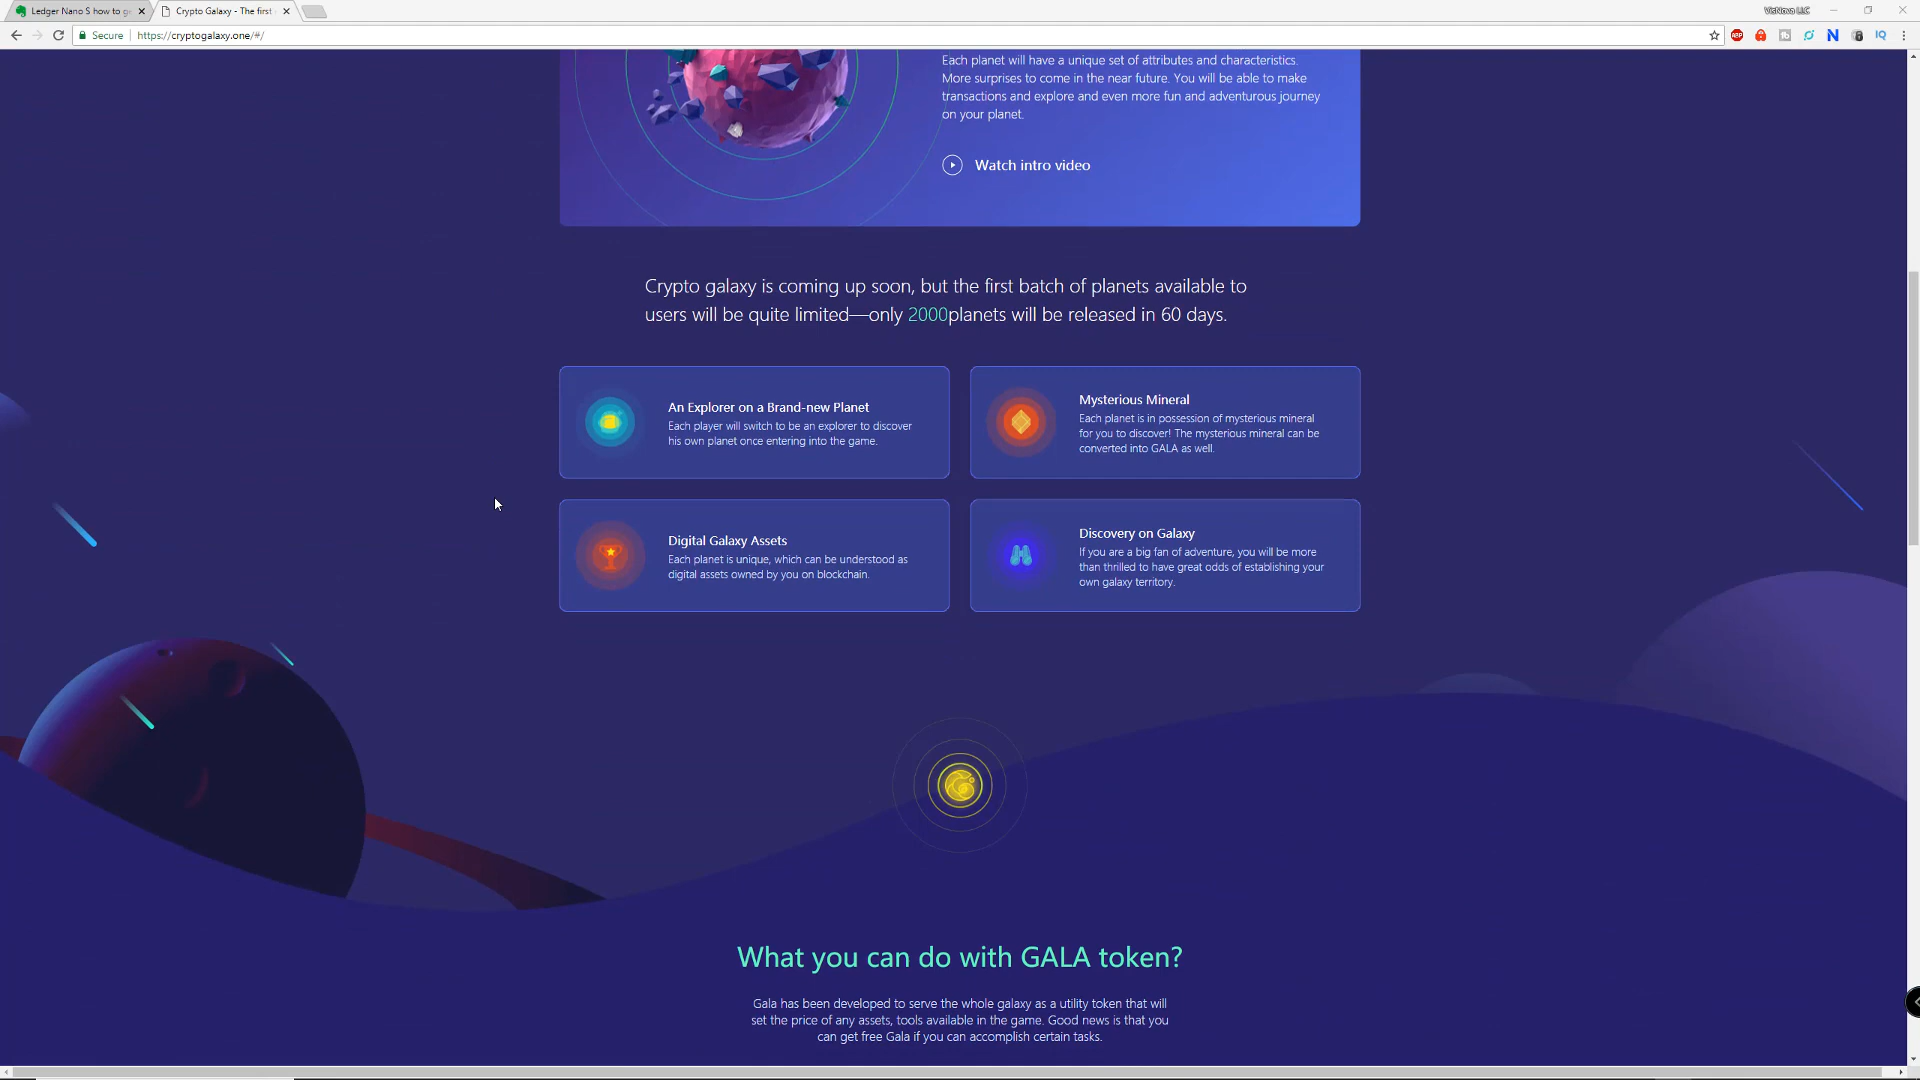 Ledger Nano S how to g
Crypto Galaxy - The first
VisNova LLC
Secure
https://cryptogalaxy.one/#/
ABP
N
IQ
Each planet will have a unique set of attributes and characteristics.
More surprises to come in the near future. You will be able to make
transactions and explore and even more fun and adventurous journey
on your planet.
Watch intro video
Crypto galaxy is coming up soon, but the first batch of planets available to
users will be quite limited—only 2000planets will be released in 60 days.
An Explorer on a Brand-new Planet
Each player will switch to be an explorer to discover
his own planet once entering into the game.
Mysterious Mineral
Each planet is in possession of mysterious mineral
for you to discover! The mysterious mineral can be
converted into GALA as well.
Digital Galaxy Assets
Each planet is unique, which can be understood as
digital assets owned by you on blockchain.
Discovery on Galaxy
If you are a big fan of adventure, you will be more
than thrilled to have great odds of establishing your
own galaxy territory.
What you can do with GALA token?
Gala has been developed to serve the whole galaxy as a utility token that will
set the price of any assets, tools available in the game. Good news is that you
can get free Gala if you can accomplish certain tasks.